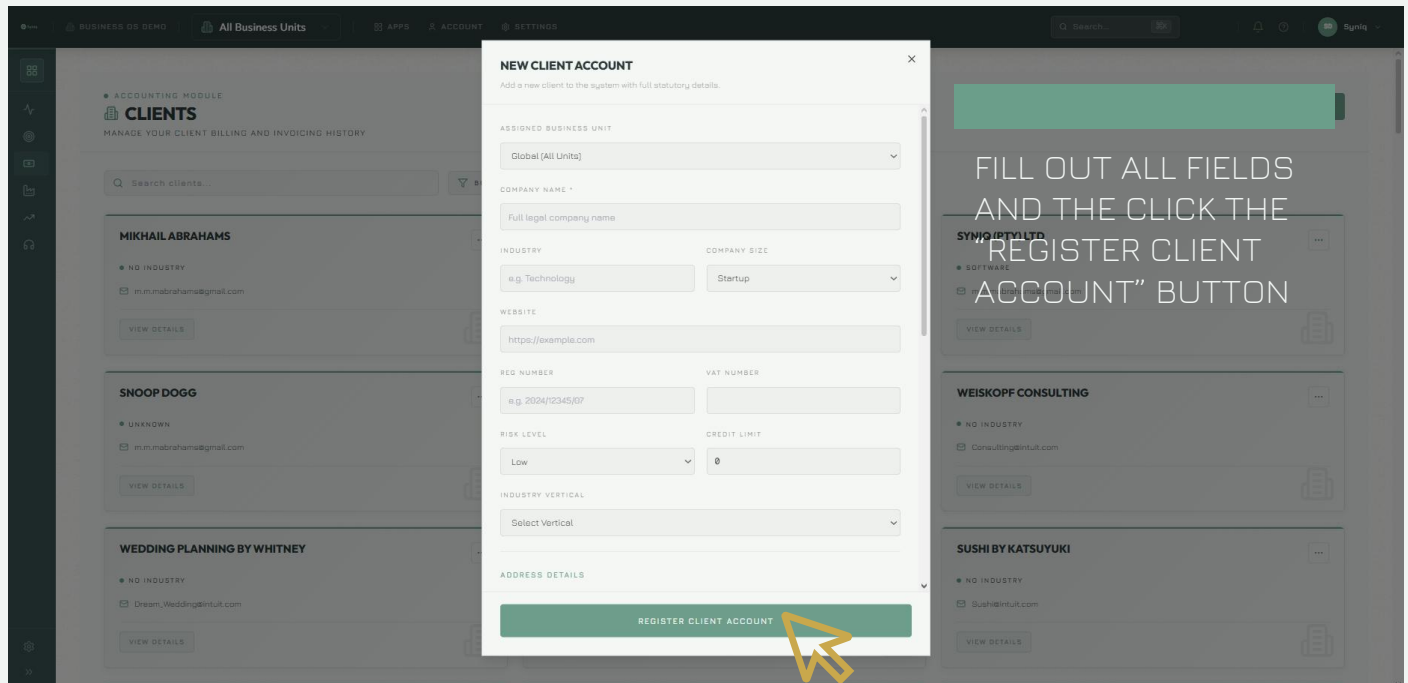 BUSINESS OS DEMO
All Business Units
APPS
ACCOUNT
SETTINGS
Search...
Syniq
ACCOUNTING MODULE
CLIENTS
MANAGE YOUR CLIENT BILLING AND INVOICING HISTORY
Search clients...
MIKHAIL ABRAHAMS
NO INDUSTRY
m.m.mabrahams@gmail.com
VIEW DETAILS
SNOOP DOGG
UNKNOWN
m.m.mabrahams@gmail.com
VIEW DETAILS
WEDDING PLANNING BY WHITNEY
NO INDUSTRY
Dream_Wedding@intuit.com
VIEW DETAILS
NEW CLIENT ACCOUNT
Add a new client to the system with full statutory details.
ASSIGNED BUSINESS UNIT
Global [All Units]
COMPANY NAME *
Full legal company name
INDUSTRY
COMPANY SIZE
e.g. Technology
Startup
WEBSITE
https://example.com
REG NUMBER
VAT NUMBER
e.g. 2024/12345/07
RISK LEVEL
CREDIT LIMIT
Low
0
INDUSTRY VERTICAL
Select Vertical
ADDRESS DETAILS
REGISTER CLIENT ACCOUNT
FILL OUT ALL FIELDS
AND THE CLICK THE
“REGISTER CLIENT
ACCOUNT” BUTTON
SYNIQ (PTY) LTD
SOFTWARE
VIEW DETAILS
WEISKOPF CONSULTING
NO INDUSTRY
Consulting@intuit.com
VIEW DETAILS
SUSHI BY KATSUYUKI
NO INDUSTRY
Sushi@intuit.com
VIEW DETAILS